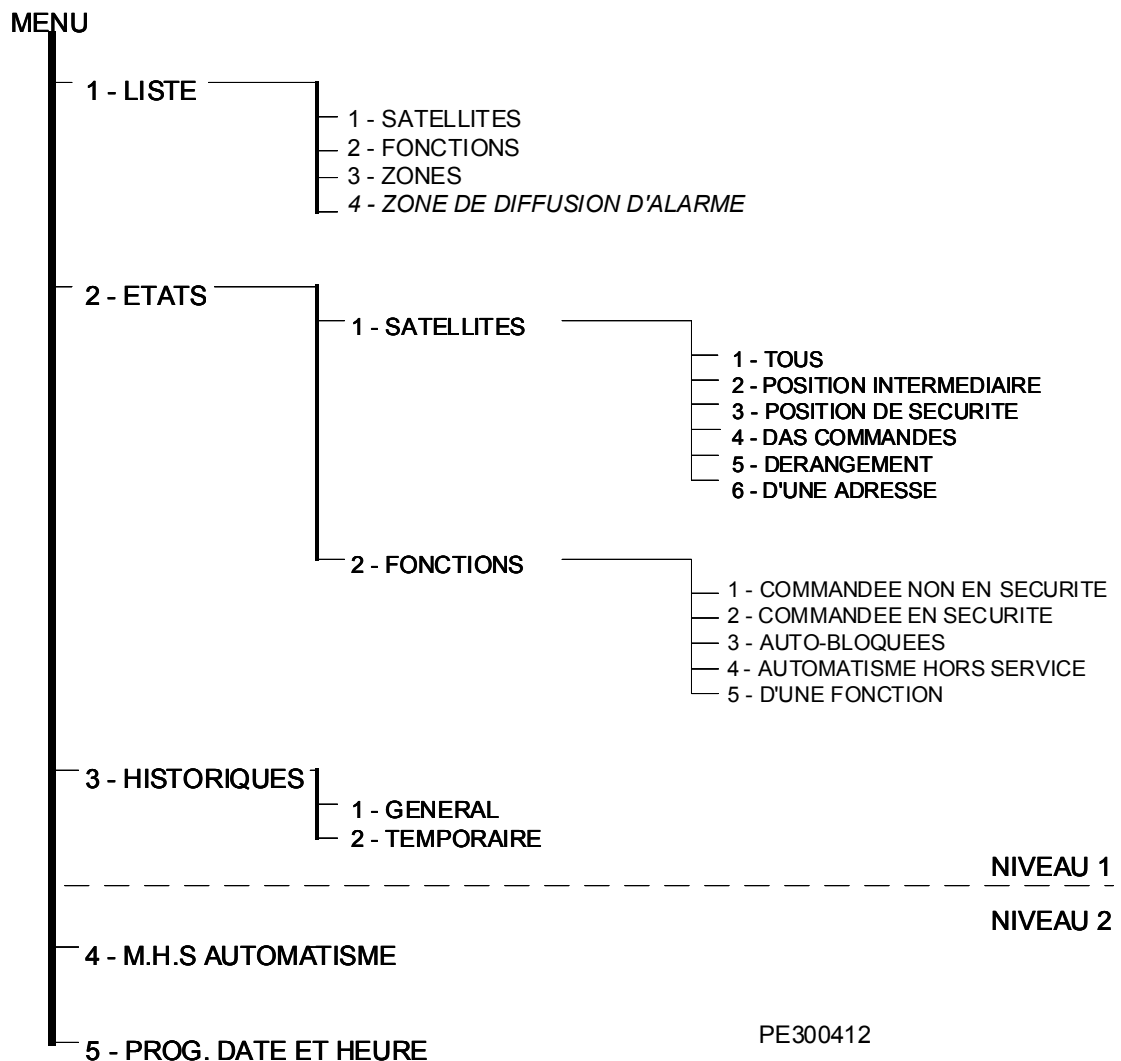 MENU
1 - LISTE
1 - SATELLITES
2 - FONCTIONS
3 - ZONES
4 - ZONE DE DIFFUSION D'ALARME
2 - ETATS
1 - SATELLITES
1 - TOUS
2 - POSITION INTERMEDIAIRE
3 - POSITION DE SECURITE
4 - DAS COMMANDES
5 - DERANGEMENT
6 - D'UNE ADRESSE
2 - FONCTIONS
1 - COMMANDEE NON EN SECURITE
2 - COMMANDEE EN SECURITE
3 - AUTO-BLOQUEES
4 - AUTOMATISME HORS SERVICE
5 - D'UNE FONCTION
3 - HISTORIQUES
1 - GENERAL
2 - TEMPORAIRE
NIVEAU 1
NIVEAU 2
4 - M.H.S AUTOMATISME
5 - PROG. DATE ET HEURE
PE300412